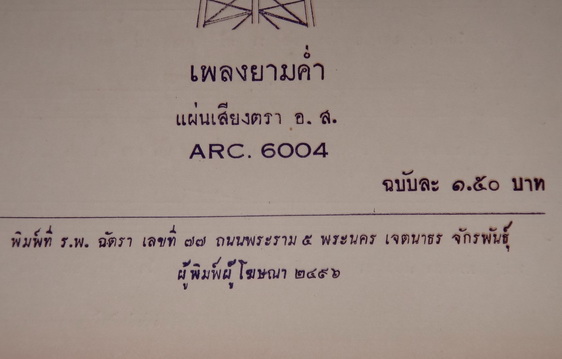 เพลงยามค่ำ
แผ่นเสียงตรา อ. ส.
ARC. 6004
ฉบับละ ๑.๕๐ บาท
พิมพ์ที่ ร.พ. ฉัตรา เลขที่ ๗๗ ถนนพระราม ๕ พระนคร เจตนาธร จักรพันธุ์
ผู้พิมพ์ผู้โฆษณา ๒๔๙๖